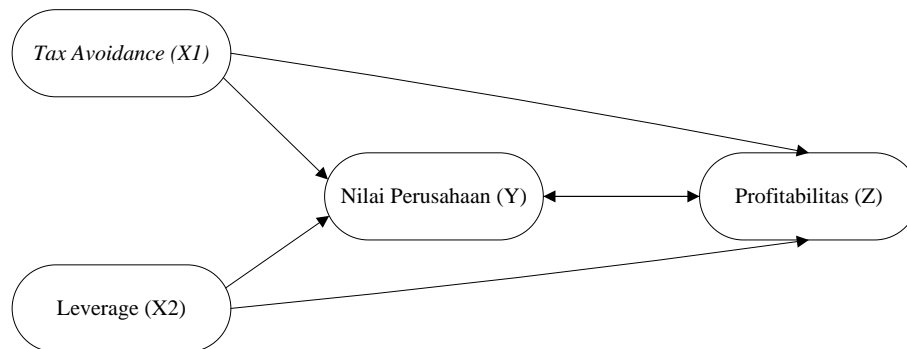 Tax Avoidance (X1)
Nilai Perusahaan (Y)
Profitabilitas (Z)
Leverage (X2)